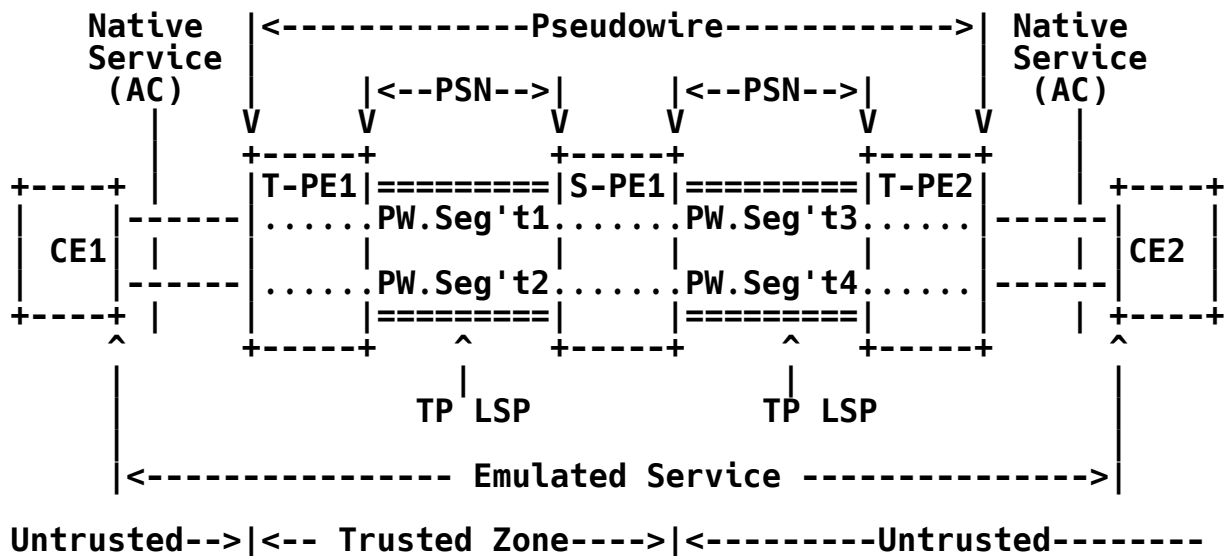 Native  |<-------------Pseudowire------------>| Native
Service |                                     | Service
(AC)   |      |<--PSN-->|      |<--PSN-->|      |  (AC)
|    V      V         V      V         V      V    |
|    +-----+         +-----+         +-----+    |
+----+ |    |T-PE1|=========|S-PE1|=========|T-PE2|    | +----+
|    |------|......PW.Seg't1.......PW.Seg't3......|------|    |
| CE1| |    |     |         |     |         |     |    | |CE2 |
|    |------|......PW.Seg't2.......PW.Seg't4......|------|    |
+----+ |    |     |=========|     |=========|     |    | +----+
^      +-----+    ^    +-----+    ^    +-----+      ^
|                 |               |                 |
|              TP LSP          TP LSP               |
|                                                   |
|<---------------- Emulated Service --------------->|
Untrusted-->|<-- Trusted Zone---->|<---------Untrusted--------